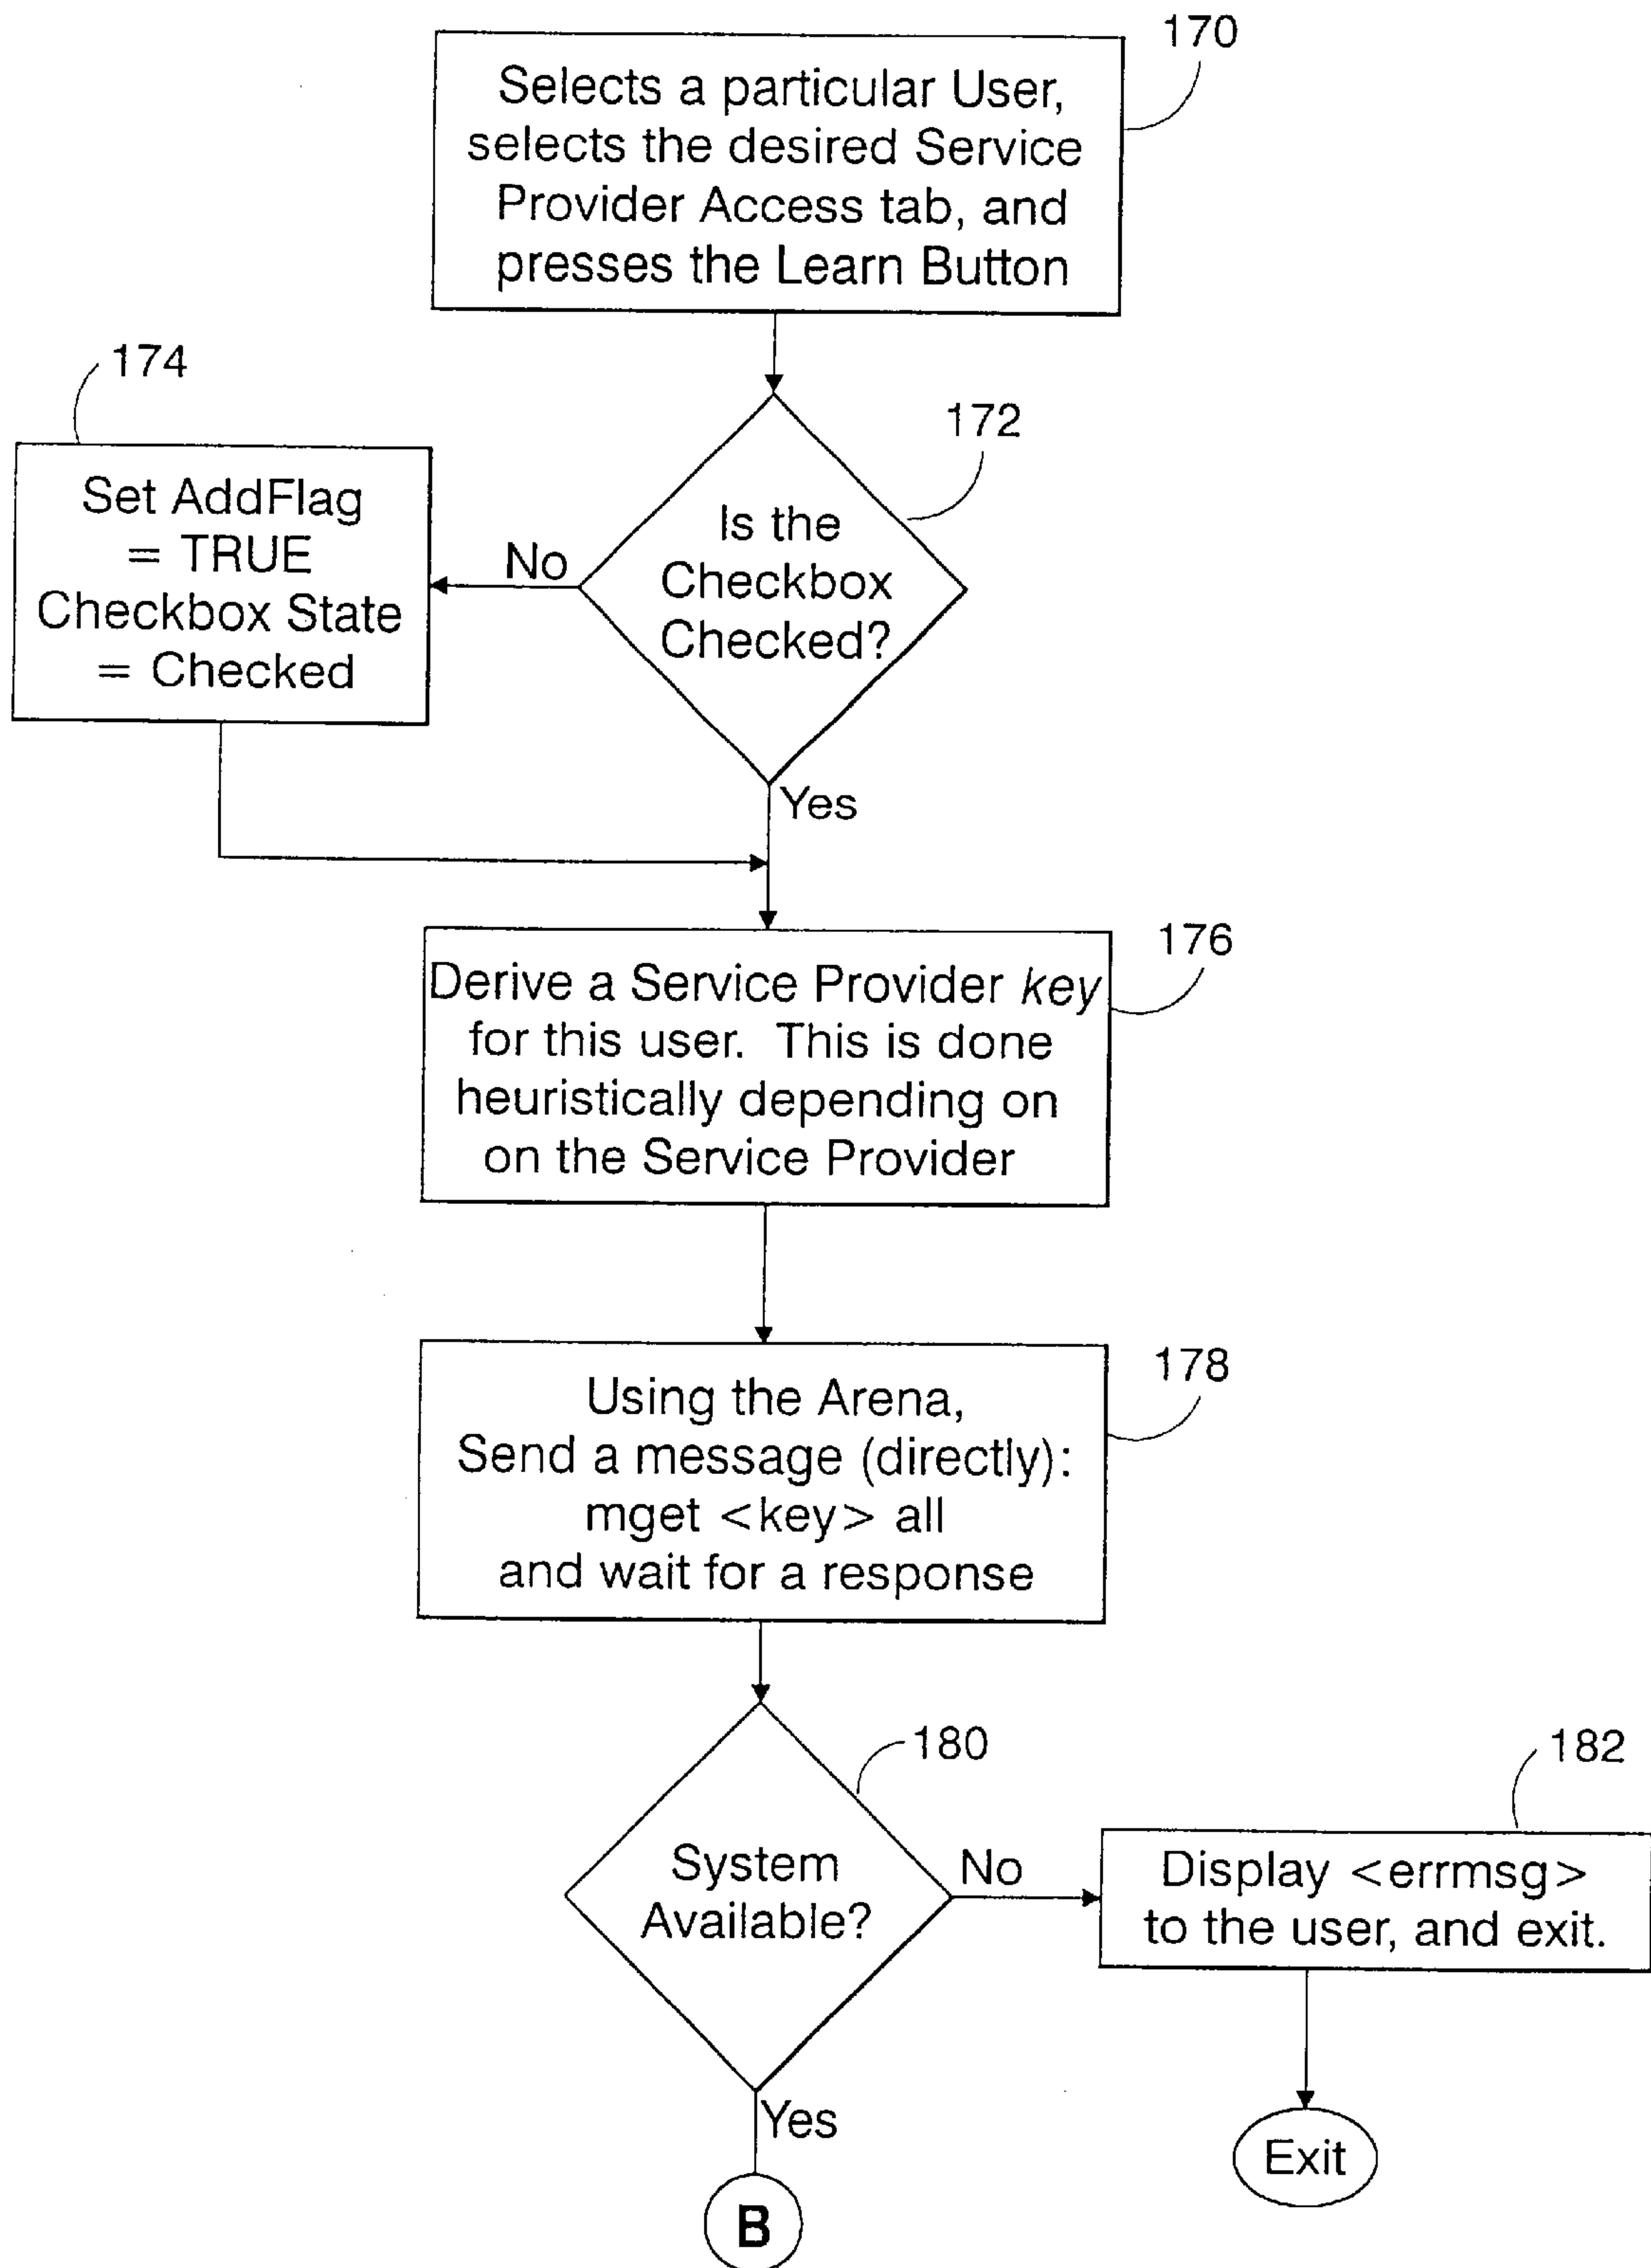 170
Selects a particular User,
selects the desired Service
Provider Access tab, and
presses the Learn Button
174
172
Set AddFlag
= TRUE
Checkbox State
= Checked
No
Is the
Checkbox
Checked?
Yes
176
Derive a Service Provider key
for this user. This is done
heuristically depending on
on the Service Provider
178
Using the Arena,
Send a message (directly):
mget <key> all
and wait for a response
180
182
System
Available?
No
Display <errmsg>
to the user, and exit.
Yes
Exit
B